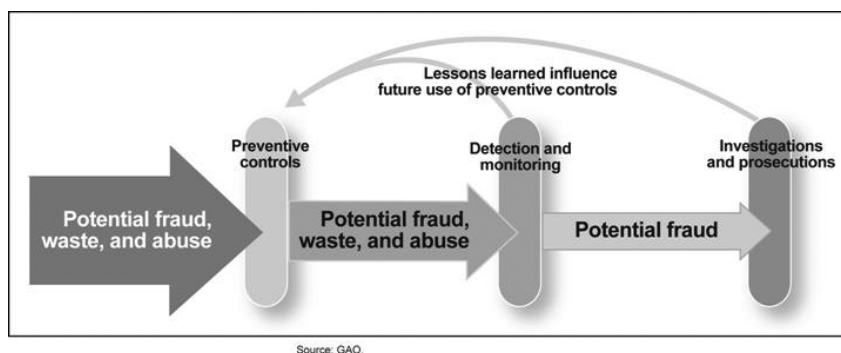 Lessons learned influence
future use of preventive controls
Preventive
controls
Detection and
monitoring
Investigations
and prosecutions
Potential fraud,
waste, and abuse
Potential fraud,
waste, and abuse
Potential fraud
Source: GAO.